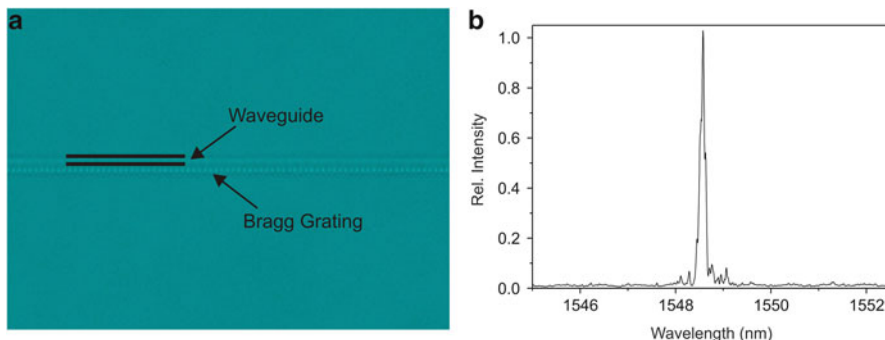 a
Waveguide
Bragg Grating
b
Rel. Intensity
1.0
0.8
0.6
0.4
0.2
0.0
1546
1548
1550
1552
Wavelength (nm)